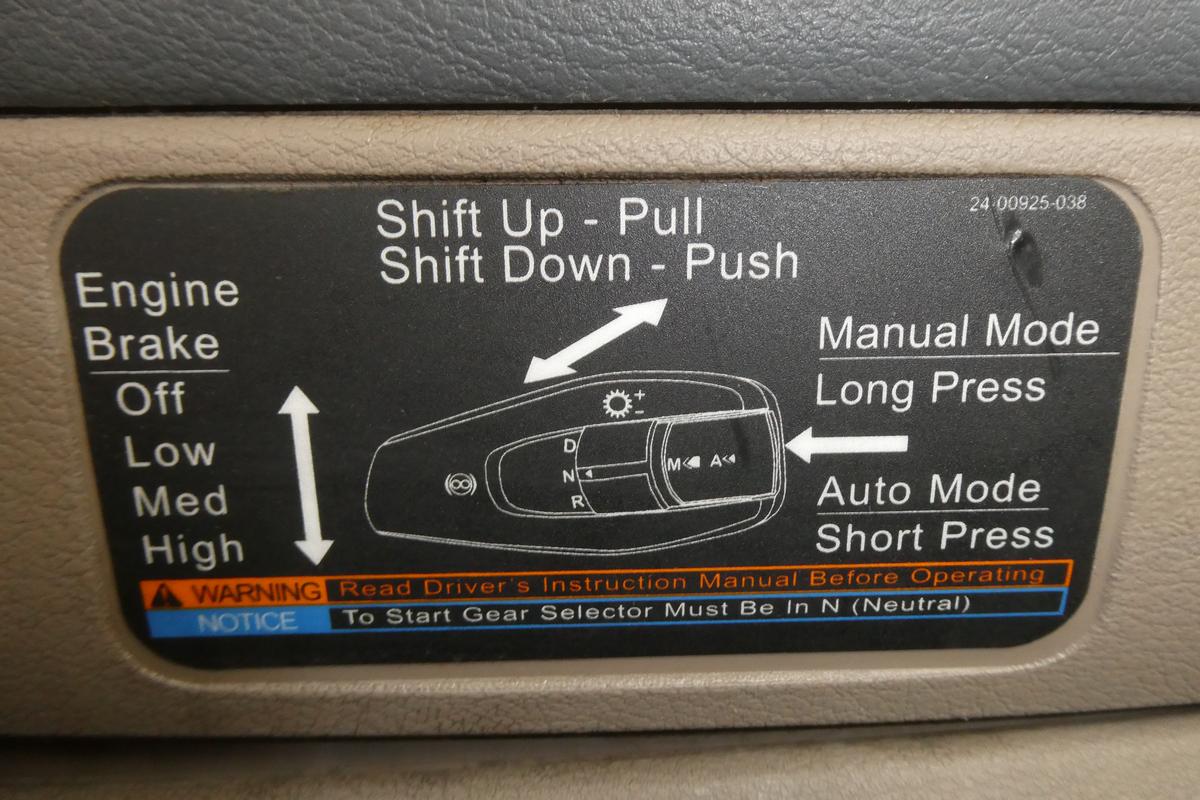 Shift Up - Pull
Shift Down - Push
24-00925-038
Engine
Brake
Off
Low
Med
High
Manual Mode
Long Press
Auto Mode
Short Press
+
-
D
N
R
M A
WARNING Read Driver's Instruction Manual Before Operating
NOTICE To Start Gear Selector Must Be In N (Neutral)